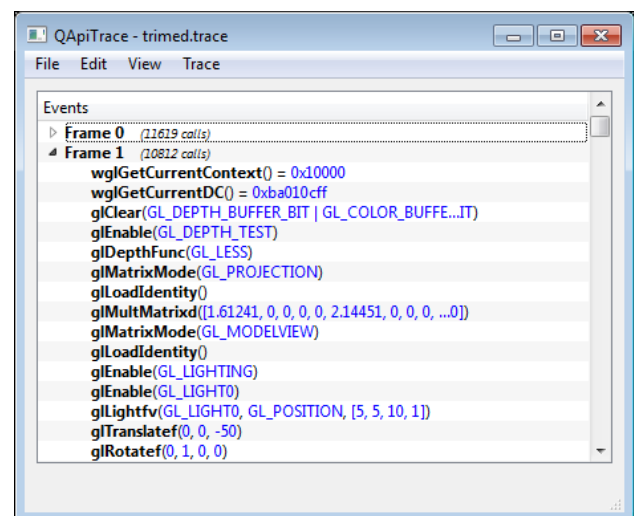 QApiTrace - trimed.trace
File Edit View Trace
Events
Frame 0 (11619 calls)
Frame 1 (10812 calls)
wglGetCurrentContext() = 0x10000
wglGetCurrentDC() = 0xba010cff
glClear(GL_DEPTH_BUFFER_BIT | GL_COLOR_BUFFE...IT)
glEnable(GL_DEPTH_TEST)
glDepthFunc(GL_LESS)
glMatrixMode(GL_PROJECTION)
glLoadIdentity()
glMultMatrixd([1.61241, 0, 0, 0, 0, 2.14451, 0, 0, 0, ...0])
glMatrixMode(GL_MODELVIEW)
glLoadIdentity()
glEnable(GL_LIGHTING)
glEnable(GL_LIGHT0)
glLightfv(GL_LIGHT0, GL_POSITION, [5, 5, 10, 1])
glTranslatef(0, 0, -50)
glRotatef(0, 1, 0, 0)